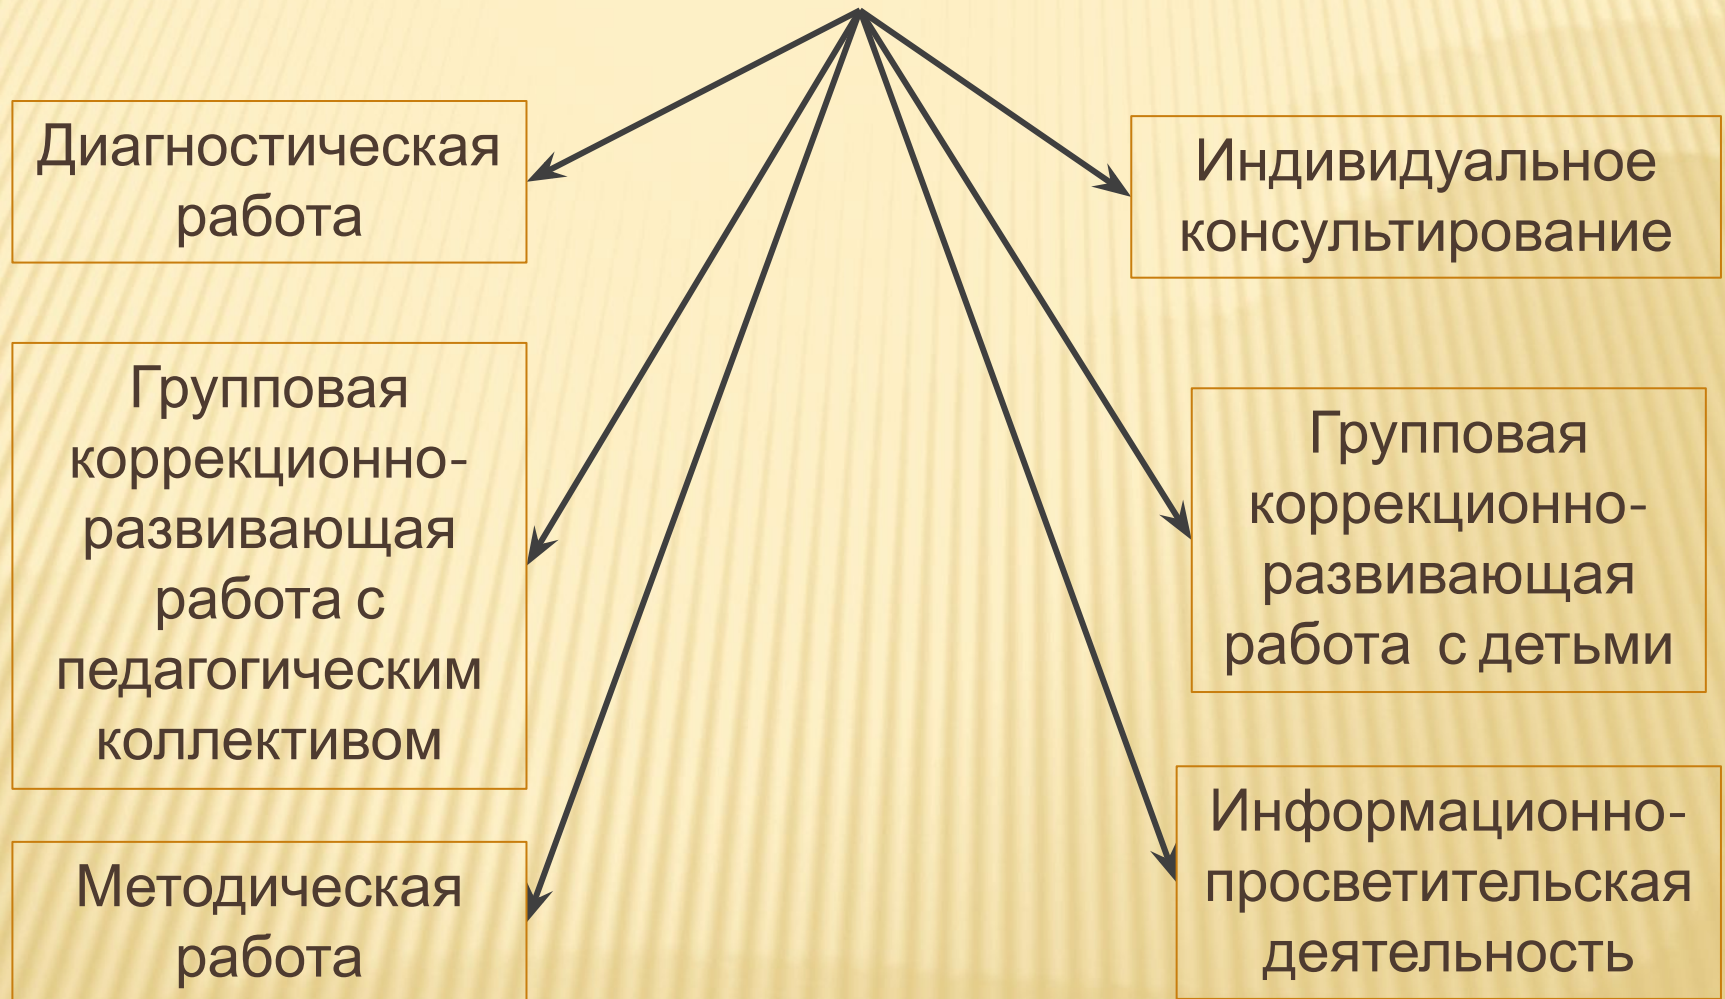 Диагностическая
работа
Индивидуальное
консультирование
Групповая
коррекционно-
развивающая
работа с
педагогическим
коллективом
Групповая
коррекционно-
развивающая
работа  с детьми
Методическая
работа
Информационно-
просветительская
деятельность